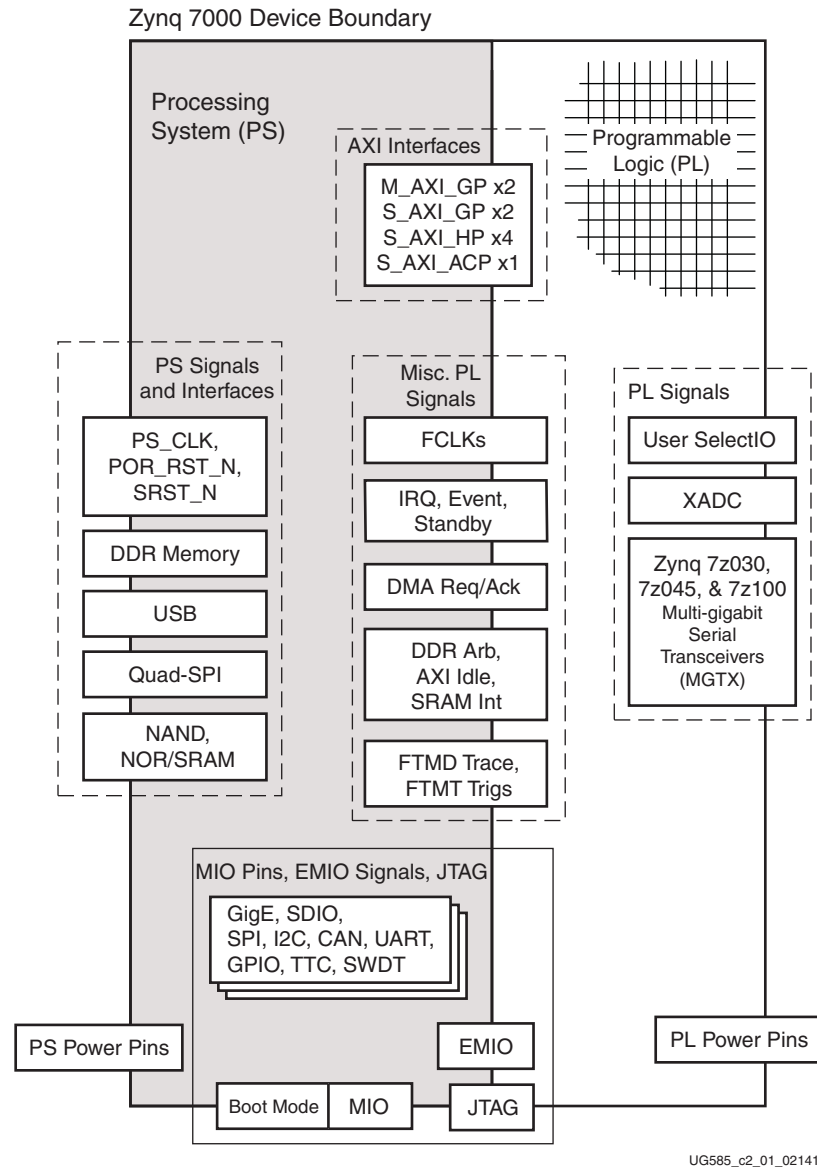 Zynq 7000 Device Boundary
Processing
System (PS)
AXI Interfaces
M_AXI_GP x2
S_AXI_GP x2
S_AXI_HP x4
S_AXI_ACP x1
Programmable
Logic (PL)
PS Signals
and Interfaces
PS_CLK,
POR_RST_N,
SRST_N
DDR Memory
USB
Quad-SPI
NAND,
NOR/SRAM
Misc. PL
Signals
FCLKs
IRQ, Event,
Standby
DMA Req/Ack
DDR Arb,
AXI Idle,
SRAM Int
FTMD Trace,
FTMT Trigs
PL Signals
User SelectIO
XADC
Zynq 7z030,
7z045, & 7z100
Multi-gigabit
Serial
Transceivers
(MGTX)
MIO Pins, EMIO Signals, JTAG
GigE, SDIO,
SPI, I2C, CAN, UART,
GPIO, TTC, SWDT
PS Power Pins
EMIO
PL Power Pins
Boot Mode
MIO
JTAG
UG585_c2_01_02141